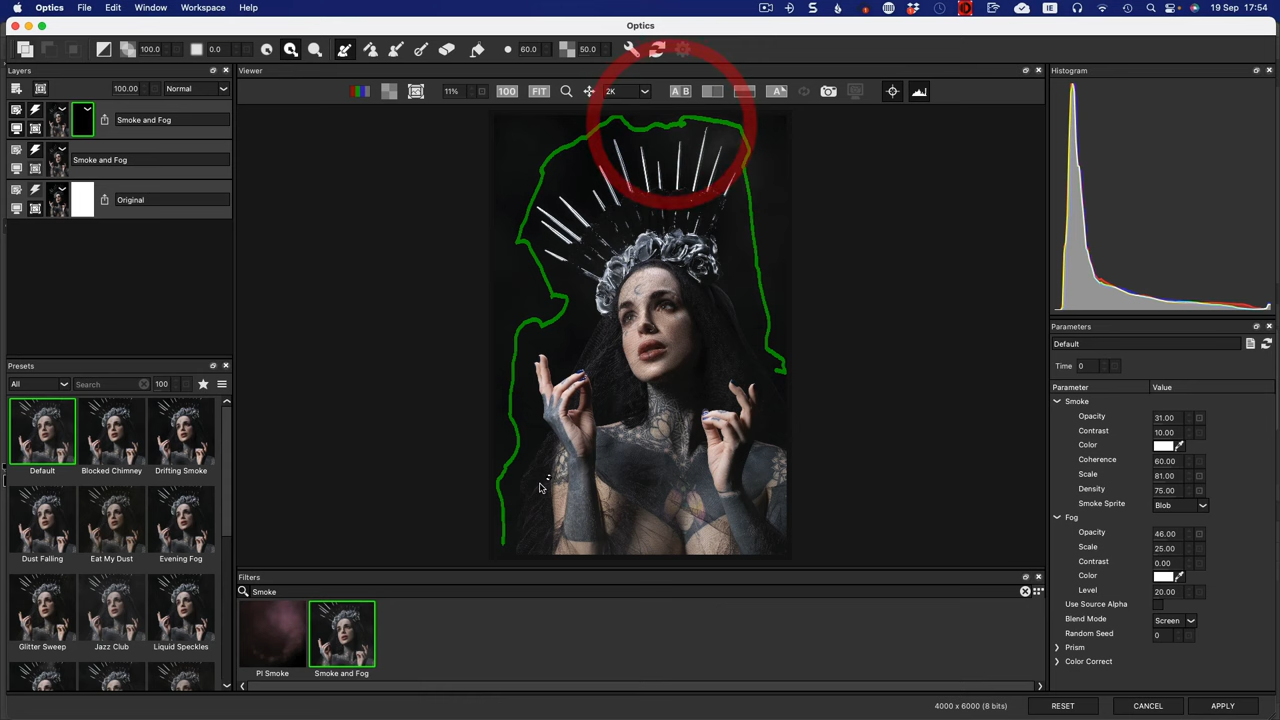 Optics File Edit Window Workspace Help 19 Sep 17:54
Optics
100.0 0.0 60.0 50.0
Layers Viewer Histogram
100.00 Normal 11% 100 FIT 2K A B A
Smoke and Fog
Smoke and Fog
Original
Parameters
Default
Time 0
Presets
All Search 100
Default Blocked Chimney Drifting Smoke
Dust Falling Eat My Dust Evening Fog
Glitter Sweep Jazz Club Liquid Speckles
Parameter Value
Smoke
Opacity 31.00
Contrast 10.00
Color
Coherence 60.00
Scale 81.00
Density 75.00
Smoke Sprite Blob
Fog
Opacity 46.00
Scale 25.00
Contrast 0.00
Color
Level 20.00
Use Source Alpha
Blend Mode Screen
Random Seed 0
Prism
Color Correct
Filters
Smoke
PI Smoke Smoke and Fog
4000 x 6000 (8 bits) RESET CANCEL APPLY